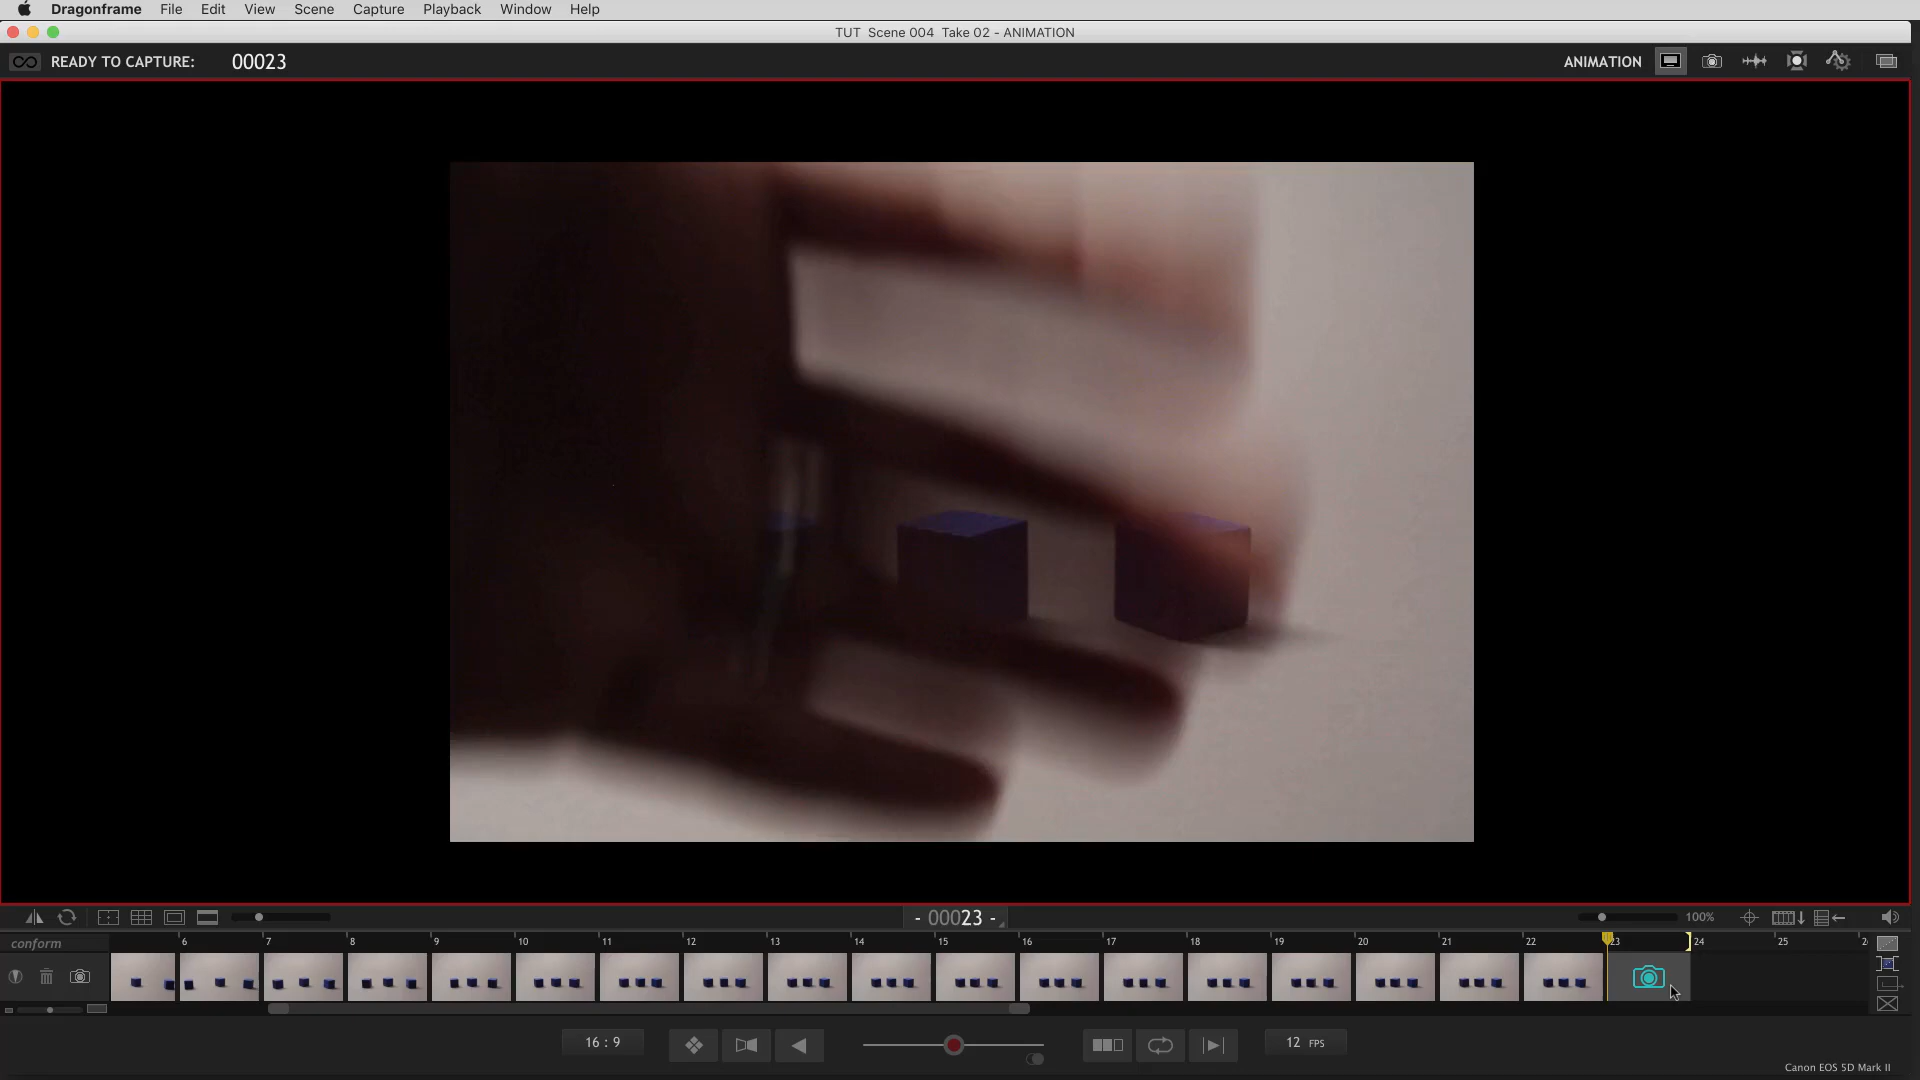 Dragonframe File Edit View Scene Capture Playback Window Help
TUT Scene 004 Take 02 - ANIMATION
READY TO CAPTURE: 00023 ANIMATION
- 00023 - 100%
conform 6 7 8 9 10 11 12 13 14 15 16 17 18 19 20 21 22 23 24 25
16 : 9 12 FPS
Canon EOS 5D Mark II